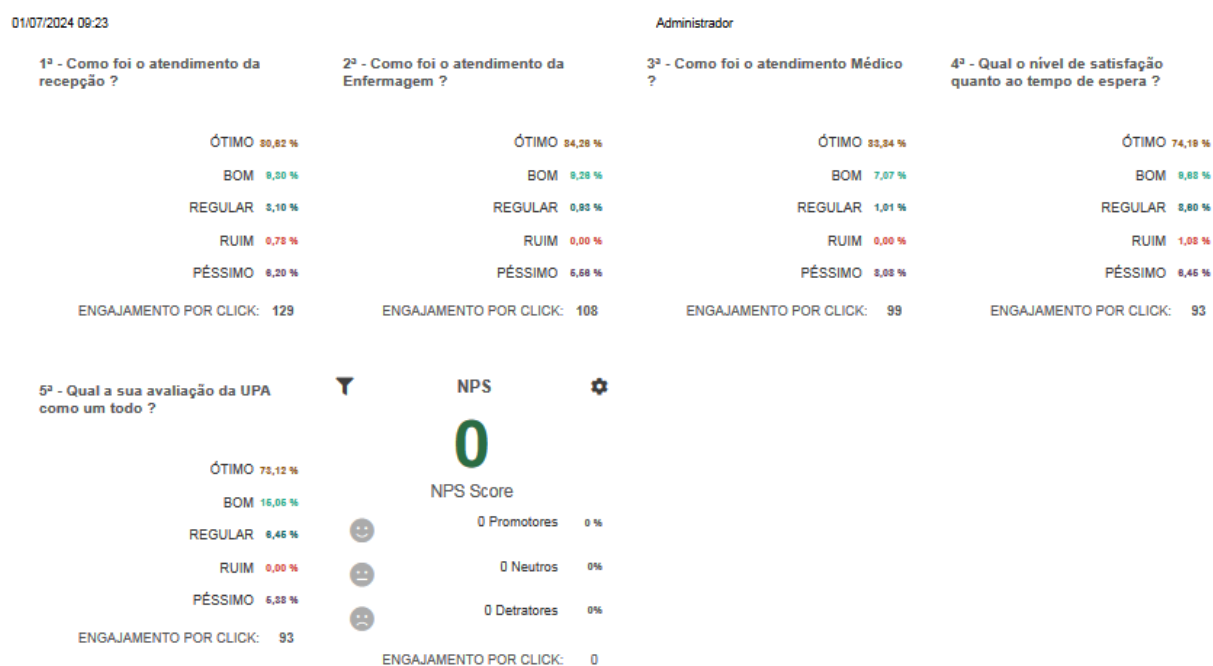 01/07/2024 09:23
Administrador
1ª - Como foi o atendimento da
recepção ?
ÓTIMO 80,62 %
BOM 9,30 %
REGULAR 3,10 %
RUIM 0,78 %
PÉSSIMO 6,20 %
ENGAJAMENTO POR CLICK: 129
2ª - Como foi o atendimento da
Enfermagem ?
ÓTIMO 84,26 %
BOM 9,26 %
REGULAR 0,93 %
RUIM 0,00 %
PÉSSIMO 5,56 %
ENGAJAMENTO POR CLICK: 108
3ª - Como foi o atendimento Médico
?
ÓTIMO 83,84 %
BOM 7,07 %
REGULAR 1,01 %
RUIM 0,00 %
PÉSSIMO 8,08 %
ENGAJAMENTO POR CLICK: 99
4ª - Qual o nível de satisfação
quanto ao tempo de espera ?
ÓTIMO 74,19 %
BOM 9,68 %
REGULAR 8,60 %
RUIM 1,08 %
PÉSSIMO 6,45 %
ENGAJAMENTO POR CLICK: 93
5ª - Qual a sua avaliação da UPA
como um todo ?
ÓTIMO 73,12 %
BOM 15,05 %
REGULAR 6,45 %
RUIM 0,00 %
PÉSSIMO 5,38 %
ENGAJAMENTO POR CLICK: 93
NPS
0
NPS Score
0 Promotores 0 %
0 Neutros 0%
0 Detratores 0%
ENGAJAMENTO POR CLICK: 0